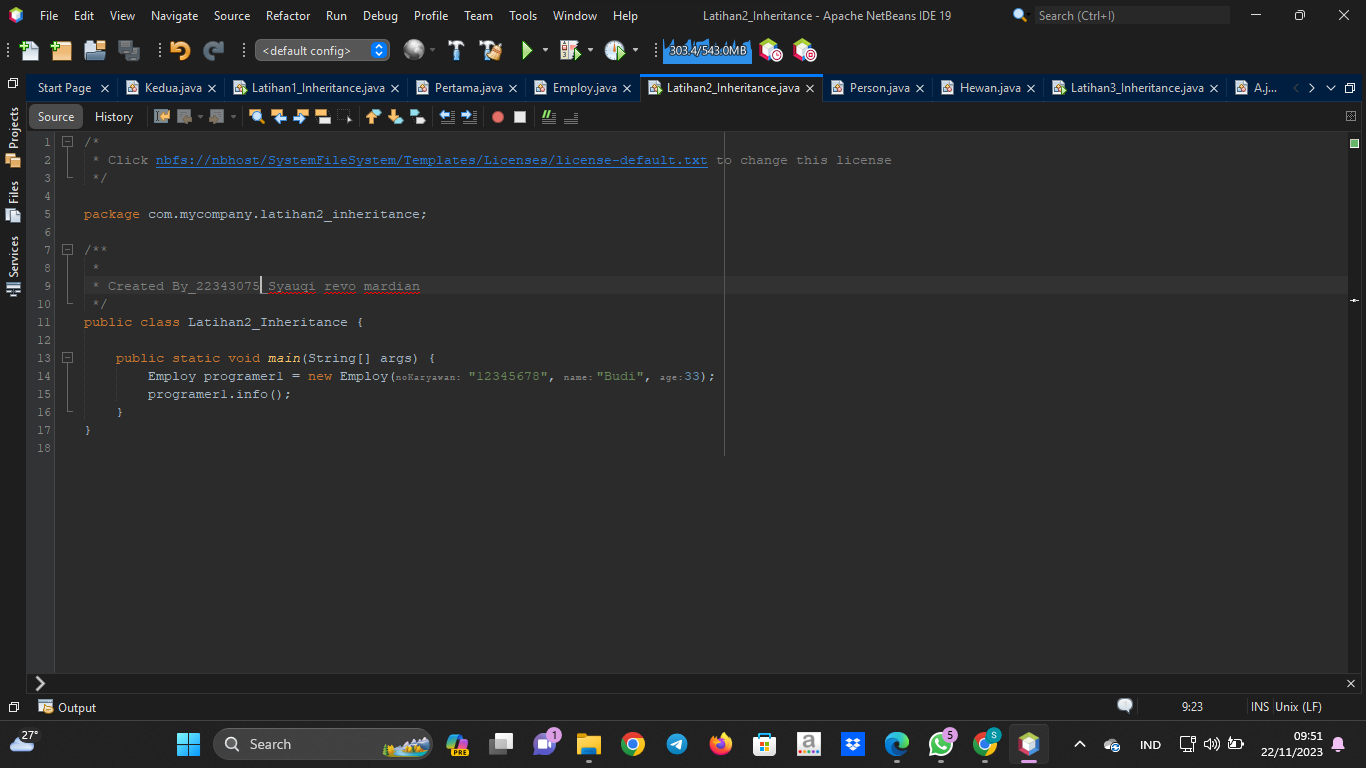 File Edit View Navigate Source Refactor Run Debug Profile Team Tools Window Help Latihan2_Inheritance - Apache NetBeans IDE 19 Search (Ctrl+I)
<default config> 303.4/543.0MB
Start Page Kedua.java Latihan1_Inheritance.java Pertama.java Employ.java Latihan2_Inheritance.java Person.java Hewan.java Latihan3_Inheritance.java A.j...
Source History
Projects
Files
Services
1 /*
2 * Click nbfs://nbhost/SystemFileSystem/Templates/Licenses/license-default.txt to change this license
3 */
4
5 package com.mycompany.latihan2_inheritance;
6
7 /**
8 *
9 * Created By_22343075_Syauqi revo mardian
10 */
11 public class Latihan2_Inheritance {
12
13 public static void main(String[] args) {
14 Employ programer1 = new Employ(noKaryawan: "12345678", name: "Budi", age: 33);
15 programer1.info();
16 }
17 }
18
Output 9:23 INS Unix (LF)
27° Search PRE 1 a 5 S IND 09:51
22/11/2023